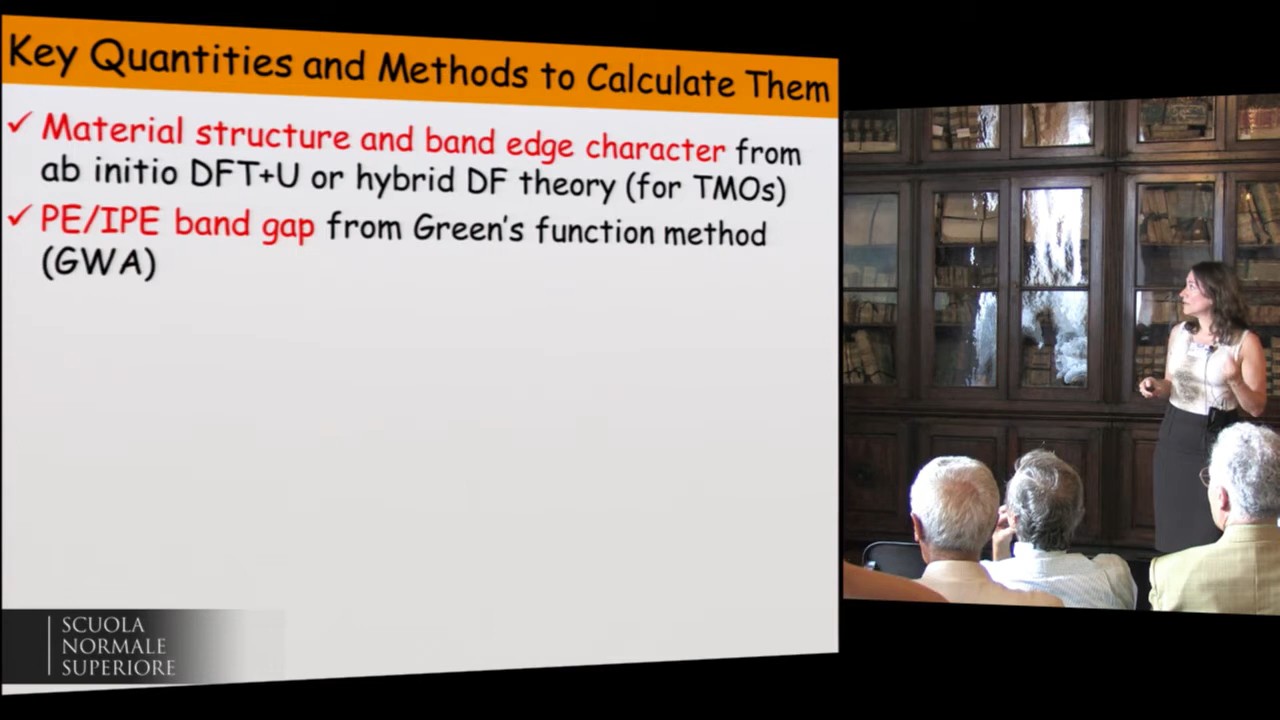 Key Quantities and Methods to Calculate Them
✓ Material structure and band edge character from
ab initio DFT+U or hybrid DF theory (for TMOs)
✓ PE/IPE band gap from Green's function method
(GWA)
SCUOLA
NORMALE
SUPERIORE